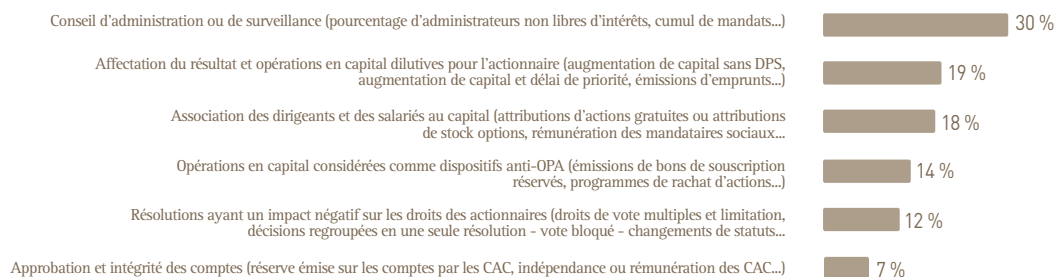 Conseil d'administration ou de surveillance (pourcentage d'administrateurs non libres d'intérêts, cumul de mandats...)
30 %
Affectation du résultat et opérations en capital dilutives pour l'actionnaire (augmentation de capital sans DPS,
augmentation de capital et délai de priorité, émissions d'emprunts...)
19 %
Association des dirigeants et des salariés au capital (attributions d'actions gratuites ou attributions
de stock options, rémunération des mandataires sociaux...
18 %
Opérations en capital considérées comme dispositifs anti-OPA (émissions de bons de souscription
réservés, programmes de rachat d'actions...)
14 %
Résolutions ayant un impact négatif sur les droits des actionnaires (droits de vote multiples et limitation,
décisions regroupées en une seule résolution - vote bloqué - changements de statuts...
12 %
Approbation et intégrité des comptes (réserve émise sur les comptes par les CAC, indépendance ou rémunération des CAC...)
7 %